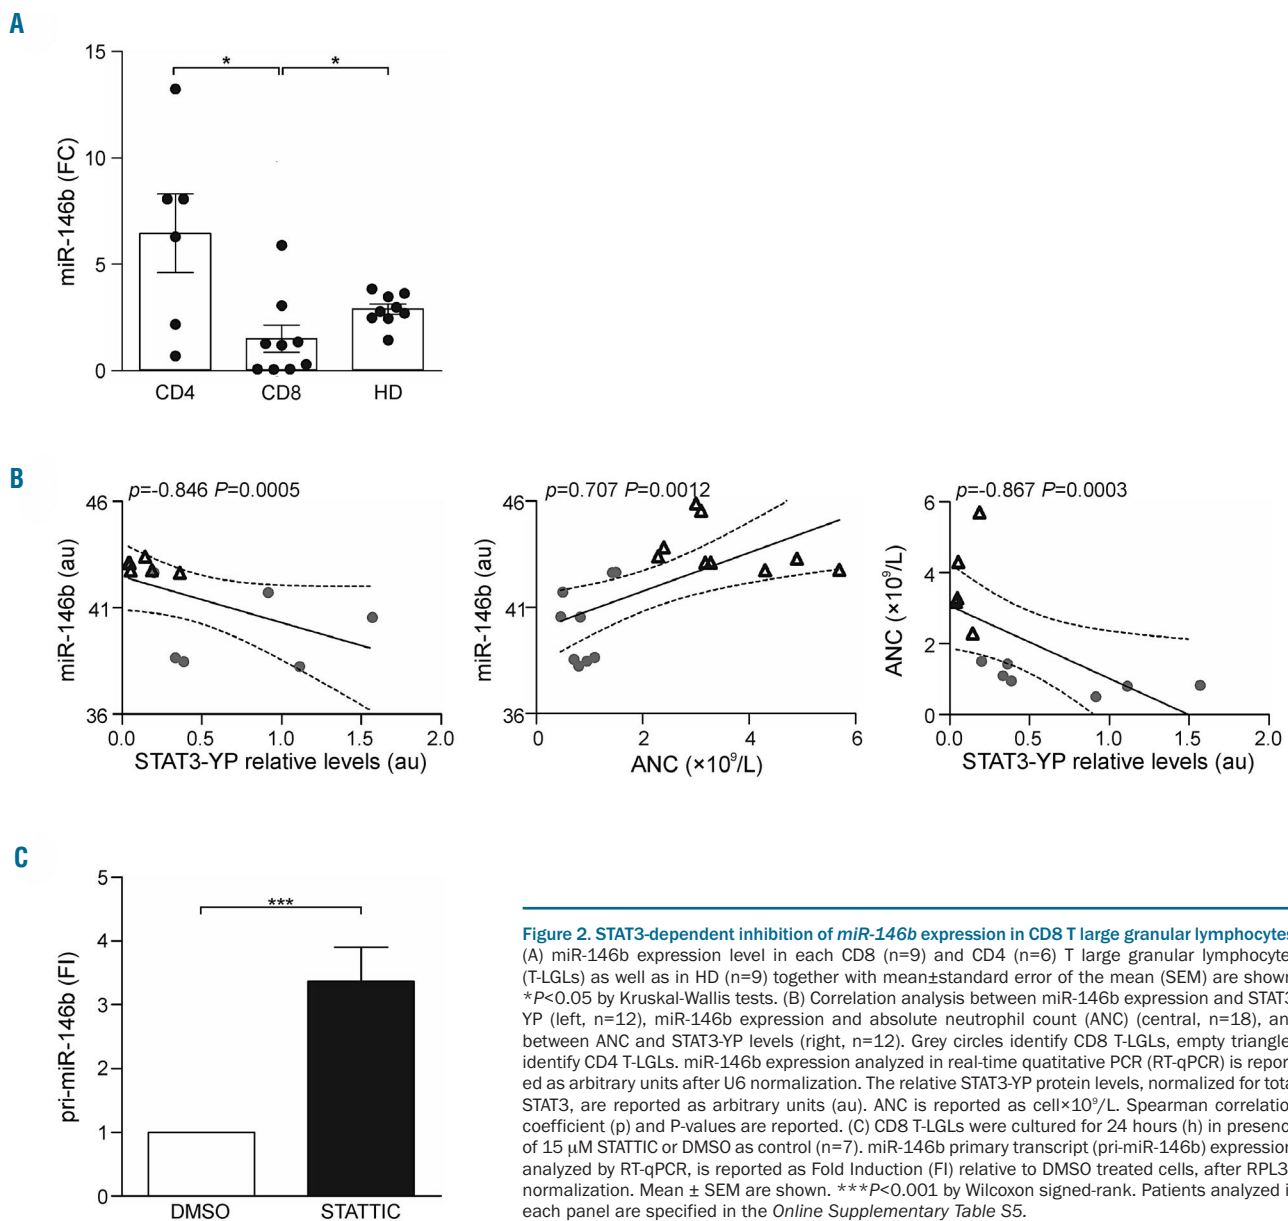 A
15
10
5
0
miR-146b (FC)
*
*
CD4
CD8
HD
B
p=-0.846 P=0.0005
46
41
36
miR-146b (au)
0.0
0.5
1.0
1.5
2.0
STAT3-YP relative levels (au)
p=0.707 P=0.0012
46
41
36
miR-146b (au)
0
2
4
6
ANC (×10⁹/L)
p=-0.867 P=0.0003
6
4
2
0
ANC (×10⁹/L)
0.0
0.5
1.0
1.5
2.0
STAT3-YP relative levels (au)
C
5
4
3
2
1
0
pri-miR-146b (FI)
***
DMSO
STATTIC
Figure 2. STAT3-dependent inhibition of miR-146b expression in CD8 T large granular lymphocytes
(A) miR-146b expression level in each CD8 (n=9) and CD4 (n=6) T large granular lymphocyte
(T-LGLs) as well as in HD (n=9) together with mean±standard error of the mean (SEM) are shown
*P<0.05 by Kruskal-Wallis tests. (B) Correlation analysis between miR-146b expression and STAT3
YP (left, n=12), miR-146b expression and absolute neutrophil count (ANC) (central, n=18), an
between ANC and STAT3-YP levels (right, n=12). Grey circles identify CD8 T-LGLs, empty triangle
identify CD4 T-LGLs. miR-146b expression analyzed in real-time quatitative PCR (RT-qPCR) is repor
ed as arbitrary units after U6 normalization. The relative STAT3-YP protein levels, normalized for tota
STAT3, are reported as arbitrary units (au). ANC is reported as cell×10⁹/L. Spearman correlatio
coefficient (p) and P-values are reported. (C) CD8 T-LGLs were cultured for 24 hours (h) in presenc
of 15 μM STATTIC or DMSO as control (n=7). miR-146b primary transcript (pri-miR-146b) expression
analyzed by RT-qPCR, is reported as Fold Induction (FI) relative to DMSO treated cells, after RPL3
normalization. Mean ± SEM are shown. ***P<0.001 by Wilcoxon signed-rank. Patients analyzed i
each panel are specified in the Online Supplementary Table S5.